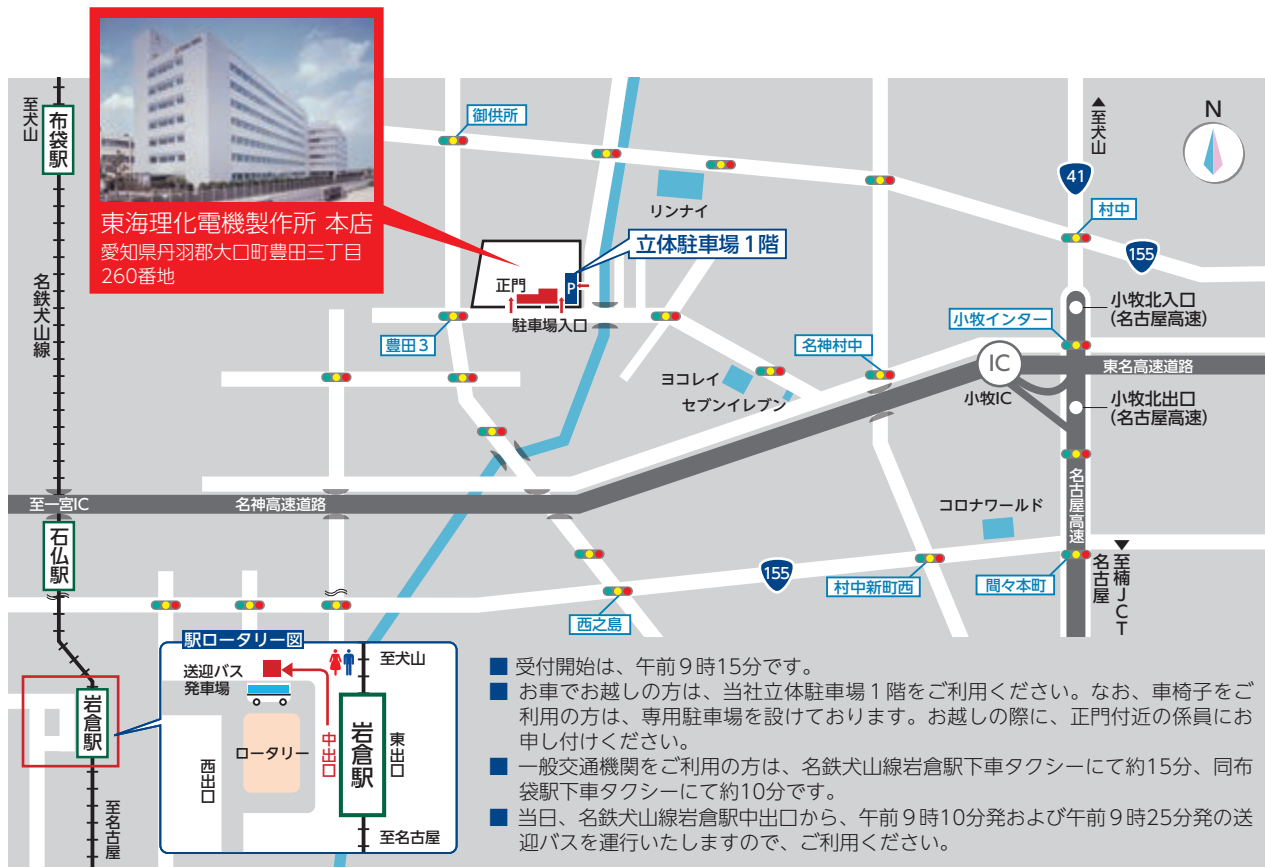 東海理化電機製作所 本店
愛知県丹羽郡大口町豊田三丁目
260番地
至犬山
布袋駅
名鉄犬山線
御供所
リンナイ
立体駐車場1階
正門
P
駐車場入口
豊田3
N
▲至犬山
41
村中
155
小牧北入口
(名古屋高速)
小牧インター
名神村中
IC
小牧IC
東名高速道路
ヨコレイ
セブンイレブン
小牧北出口
(名古屋高速)
至一宮IC
名神高速道路
名古屋高速
コロナワールド
石仏駅
155
村中新町西
間々本町
▼至楠JCT
名古屋
西之島
岩倉駅
至名古屋
駅ロータリー図
送迎バス
発車場
至犬山
ロータリー
中出口
岩倉駅
東出口
西出口
至名古屋
■ 受付開始は、午前9時15分です。
■ お車でお越しの方は、当社立体駐車場1階をご利用ください。なお、車椅子をご
利用の方は、専用駐車場を設けております。お越しの際に、正門付近の係員にお
申し付けください。
■ 一般交通機関をご利用の方は、名鉄犬山線岩倉駅下車タクシーにて約15分、同布
袋駅下車タクシーにて約10分です。
■ 当日、名鉄犬山線岩倉駅中出口から、午前9時10分発および午前9時25分発の送
迎バスを運行いたしますので、ご利用ください。